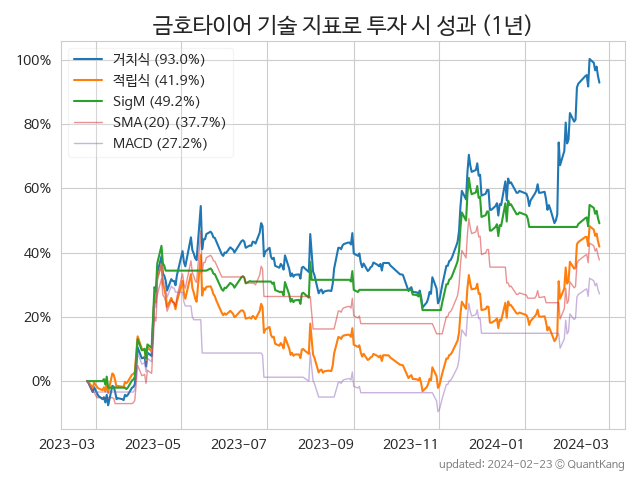 금호타이어 기술 지표로 투자 시 성과 (1년)
거치식 (93.0%)
적립식 (41.9%)
SigM (49.2%)
SMA(20) (37.7%)
MACD (27.2%)
100%
80%
60%
40%
20%
0%
2023-03 2023-05 2023-07 2023-09 2023-11 2024-01 2024-03
updated: 2024-02-23 © QuantKang